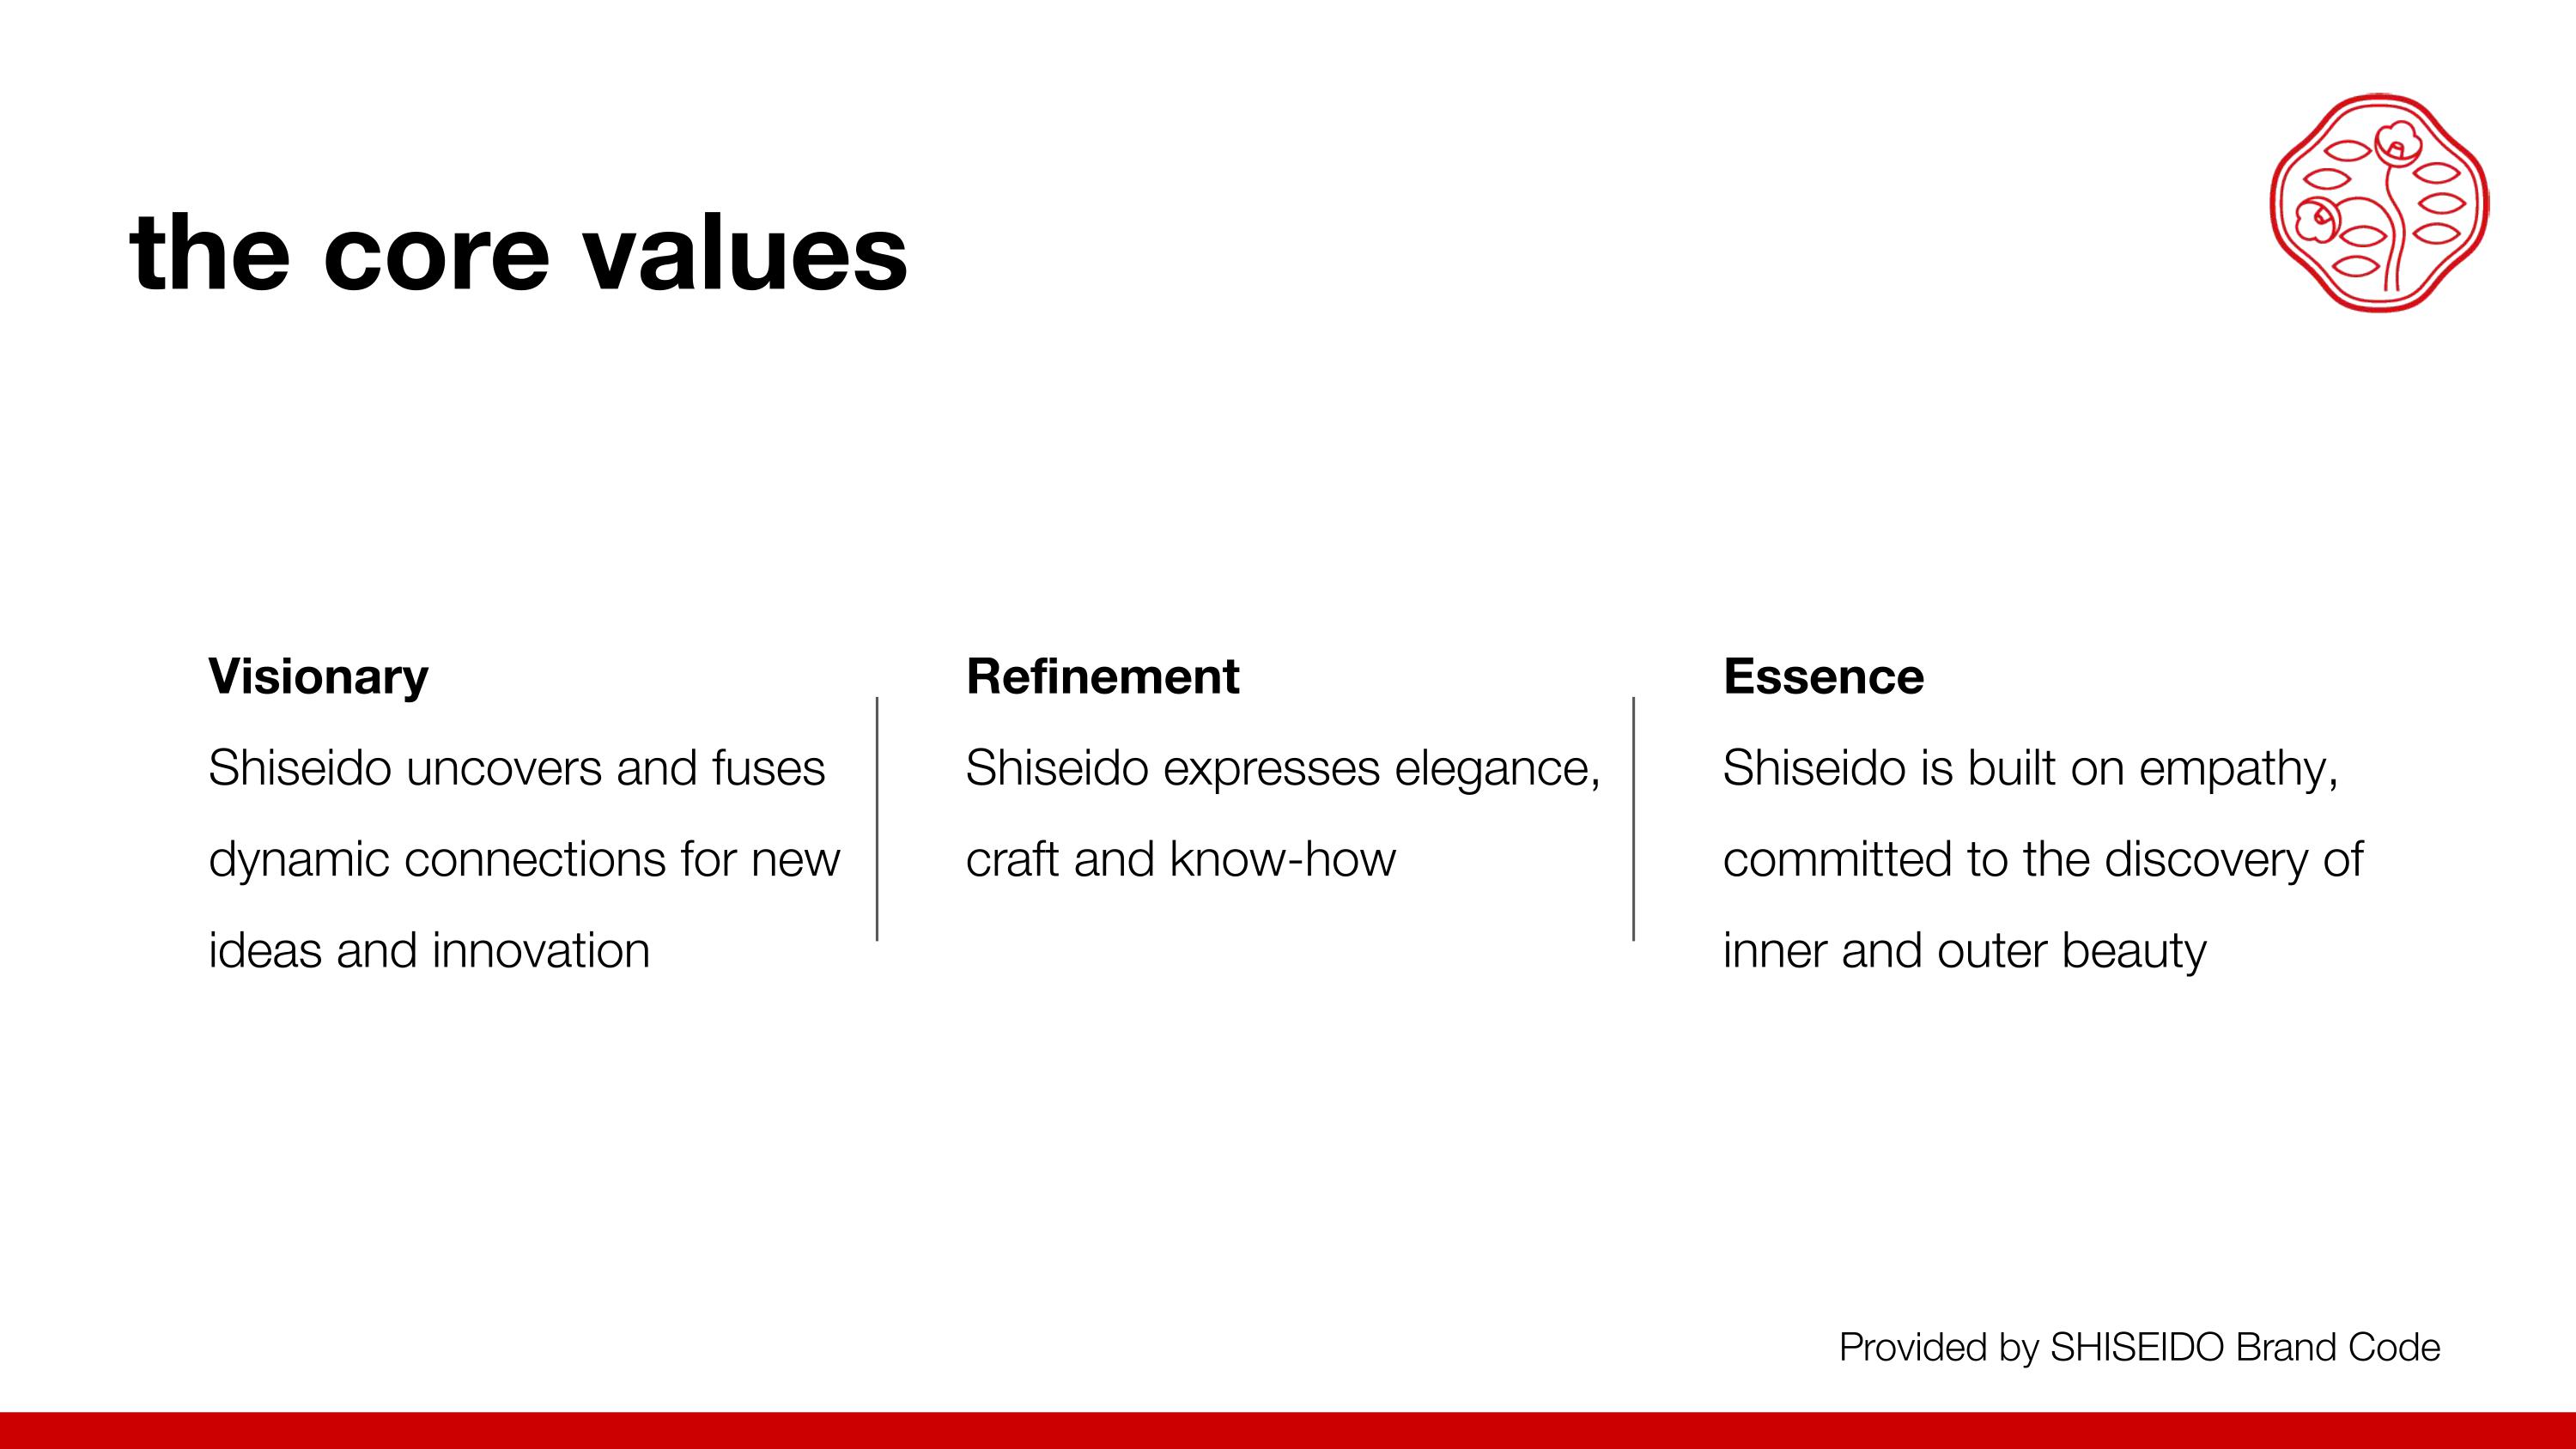 the core values
Visionary
Shiseido uncovers and fuses
dynamic connections for new
ideas and innovation
Refinement
Shiseido expresses elegance,
craft and know-how
Essence
Shiseido is built on empathy,
committed to the discovery of
inner and outer beauty
Provided by SHISEIDO Brand Code